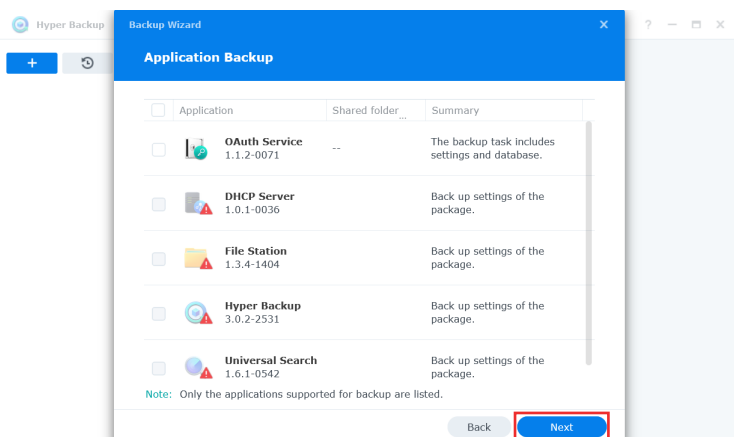 Hyper Backup
Backup Wizard
Application Backup
Application Shared folder... Summary
OAuth Service
1.1.2-0071
--
The backup task includes
settings and database.
DHCP Server
1.0.1-0036
Back up settings of the
package.
File Station
1.3.4-1404
Back up settings of the
package.
Hyper Backup
3.0.2-2531
Back up settings of the
package.
Universal Search
1.6.1-0542
Back up settings of the
package.
Note: Only the applications supported for backup are listed.
Back Next